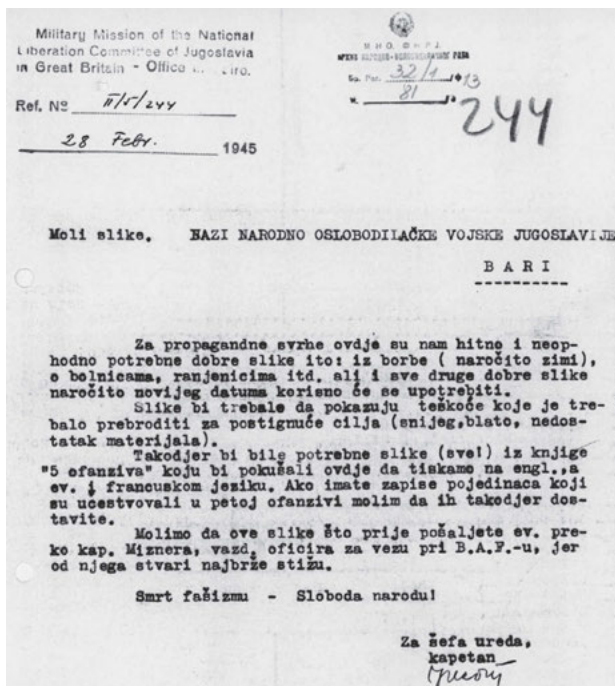 Military Mission of the National
Liberation Committee of Jugoslavia
in Great Britain - Office
Ref. Nº II/5/244
28 Febr. 1945
М Н О. Ф Н Р Ј.
32/1 13
81
244
Moli slike. BAZI NARODNO OSLOBODILAČKE VOJSKE JUGOSLAVIJE
B A R I
Za propagandne svrhe ovdje su nam hitno i neop-
phodno potrebne dobre slike ito: iz borbe ( naročito zimi),
o bolnicama, ranjenicima itd. ali i sve druge dobre slike
naročito novijeg datuma korisno će se upotrebiti.
Slike bi trebale da pokazuju teškoće koje je tre-
balo prebroditi za postignuće cilja (snijeg,blato, nedos-
tatak materijala).
Takodjer bi bile potrebne slike (sve!) iz knjige
"5 ofanziva" koju bi pokušali ovdje da tiskamo na engl.,a
ev. i francuskom jeziku. Ako imate zapise pojedinaca koji
su učestvovali u petoj ofanzivi molim da ih takodjer dos-
tavite.
Molimo da ove slike što prije pošaljete ev. pre-
ko kap. Miznera, vazd. oficira za vezu pri B.A.F.-u, jer
od njega stvari najbrže stižu.
Smrt fašizmu - Sloboda narodu!
Za šefa ureda,
kapetan